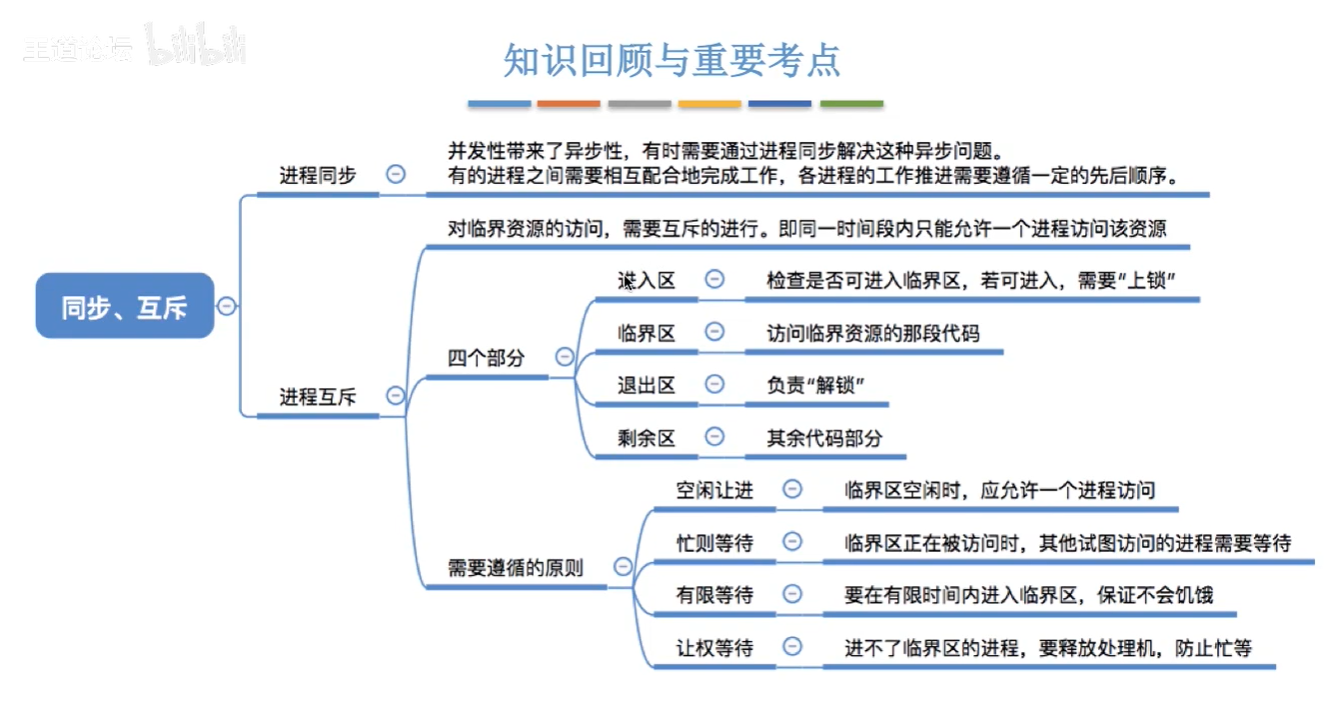 王道论坛 bilibili
知识回顾与重要考点
并发性带来了异步性，有时需要通过进程同步解决这种异步问题。
进程同步
有的进程之间需要相互配合地完成工作，各进程的工作推进需要遵循一定的先后顺序。
对临界资源的访问，需要互斥的进行。即同一时间段内只能允许一个进程访问该资源
进入区
检查是否可进入临界区，若可进入，需要“上锁”
同步、互斥
临界区
访问临界资源的那段代码
四个部分
退出区
负责“解锁”
进程互斥
剩余区
其余代码部分
空闲让进
临界区空闲时，应允许一个进程访问
忙则等待
临界区正在被访问时，其他试图访问的进程需要等待
需要遵循的原则
有限等待
要在有限时间内进入临界区，保证不会饥饿
让权等待
进不了临界区的进程，要释放处理机，防止忙等